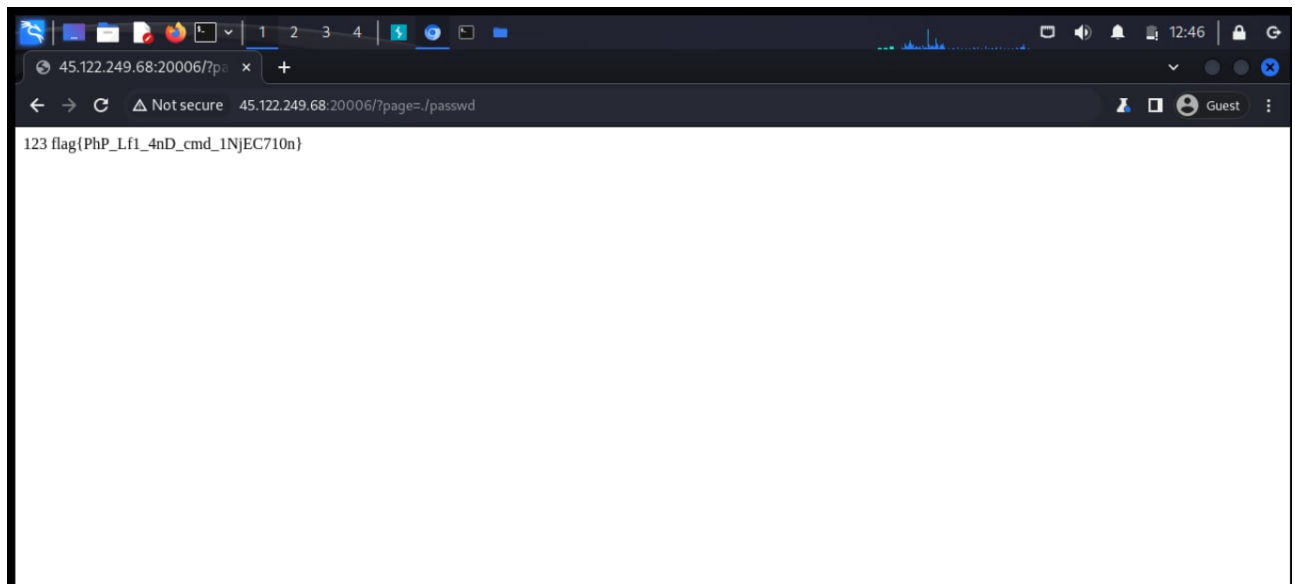 1 2 3 4 12:46
45.122.249.68:20006/?pa
Not secure 45.122.249.68:20006/?page=./passwd Guest
123 flag{PhP_Lf1_4nD_cmd_1NjEC710n}